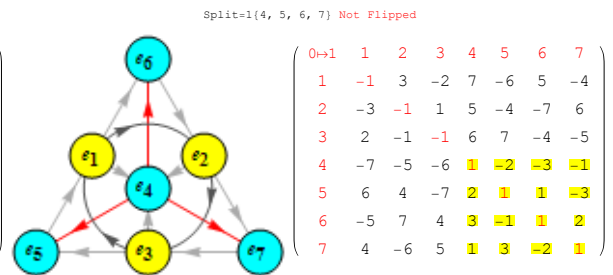 Split=1{4, 5, 6, 7} Not Flipped
e6
e1 e2
e4
e5 e3 e7
0↦1 1 2 3 4 5 6 7
1 -1 3 -2 7 -6 5 -4
2 -3 -1 1 5 -4 -7 6
3 2 -1 -1 6 7 -4 -5
4 -7 -5 -6 1 -2 -3 -1
5 6 4 -7 2 1 1 -3
6 -5 7 4 3 -1 1 2
7 4 -6 5 1 3 -2 1